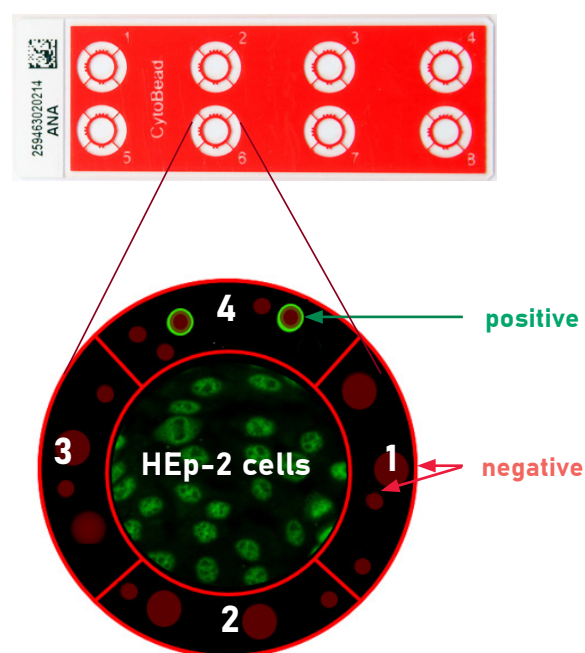 1 2 3 4
259463020214
ANA
CytoBead
5 6 7 8
4
positive
3
HEp-2 cells
1
negative
2